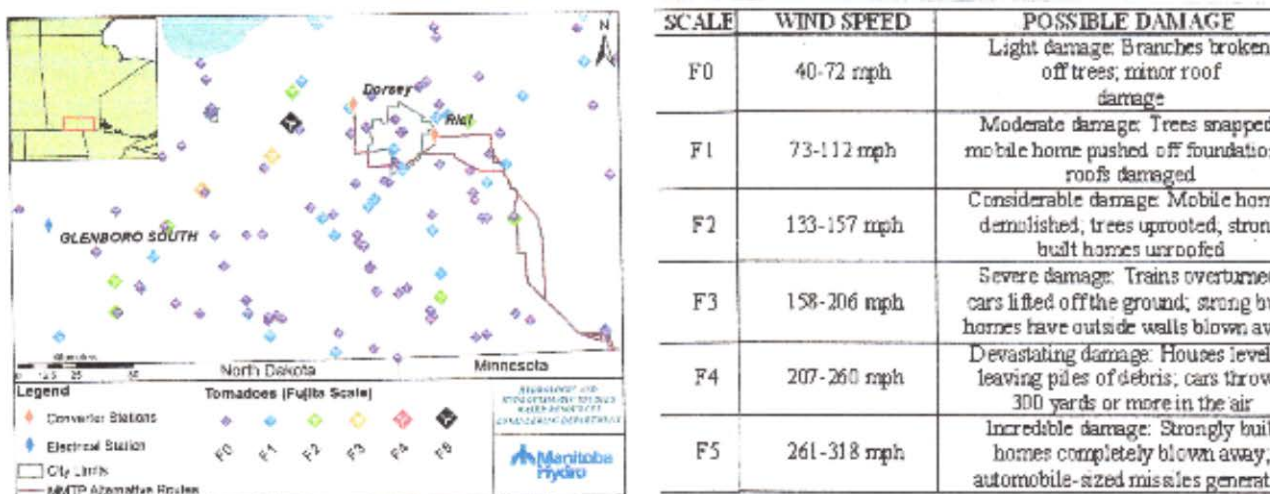 N
Dorsey
Riel
GLENBORO SOUTH
North Dakota
Minnesota
Legend
Tornadoes (Fujita Scale)
Converter Stations
Electrical Station
City Limits
MMTP Alternative Routes
F0 F1 F2 F3 F4 F5
Manitoba
Hydro
SCALE WIND SPEED POSSIBLE DAMAGE
F0 40-72 mph Light damage: Branches broken
off trees; minor roof
damage
F1 73-112 mph Moderate damage: Trees snapped
mobile home pushed off foundation
roofs damaged
F2 133-157 mph Considerable damage: Mobile hom
demolished, trees uprooted, stron
built homes unroofed
F3 158-206 mph Severe damage: Trains overturne
cars lifted off the ground; strong bu
homes have outside walls blown aw
F4 207-260 mph Devastating damage: Houses level
leaving piles of debris; cars throw
300 yards or more in the air
F5 261-318 mph Incredible damage: Strongly buil
homes completely blown away;
automobile-sized missiles generat